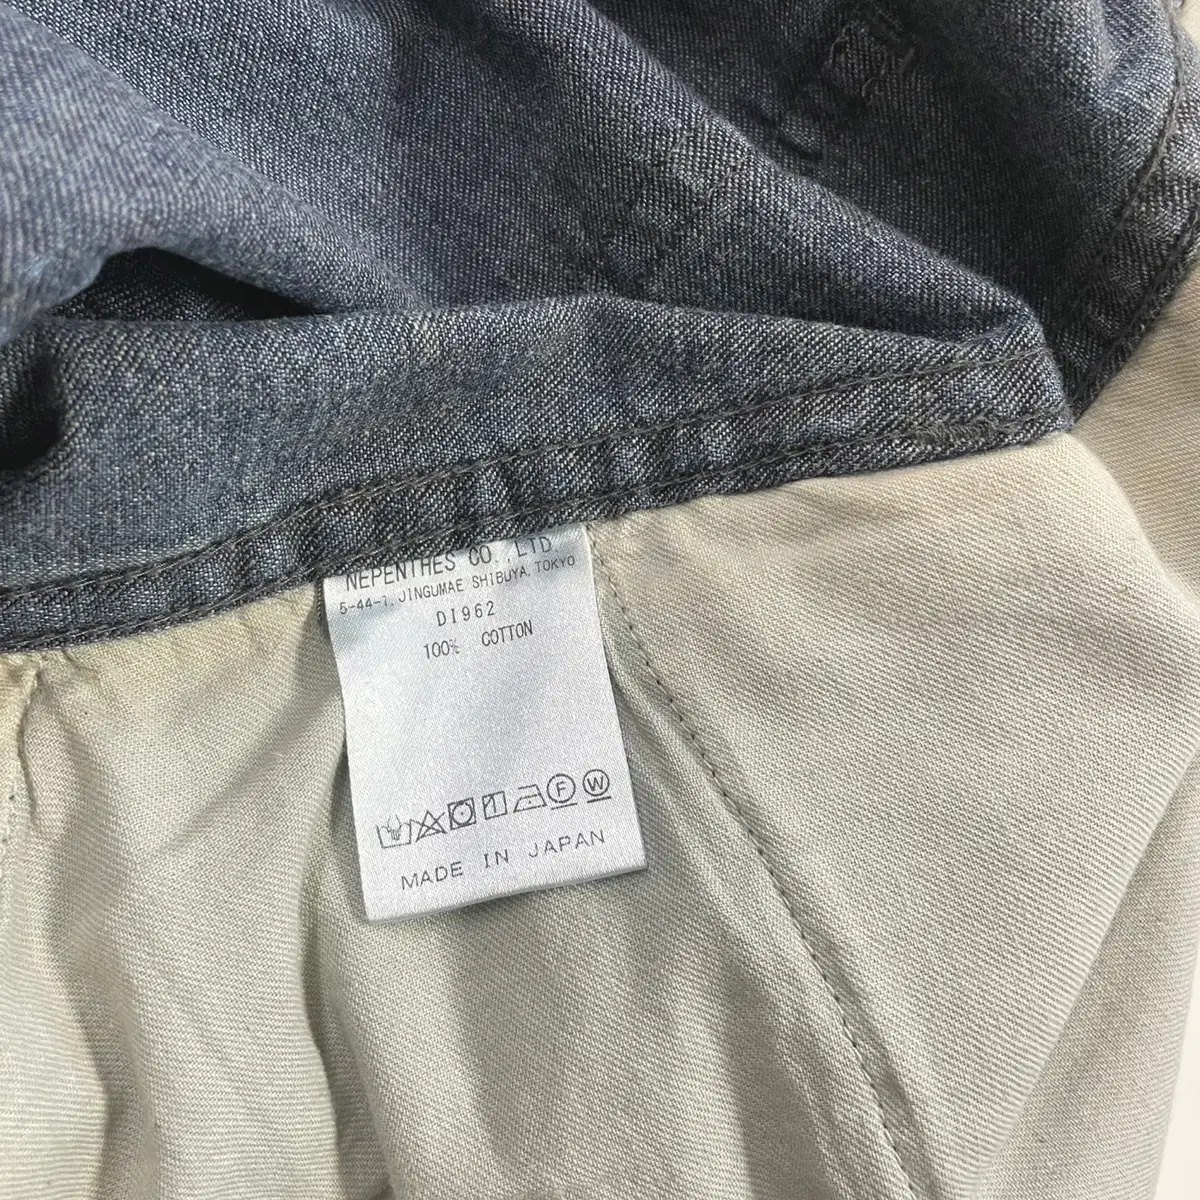 NEPENTHES CO.,LTD.
5-44-1, JINGUMAE SHIBUYA, TOKYO
DI962
100% COTTON
F W
MADE IN JAPAN